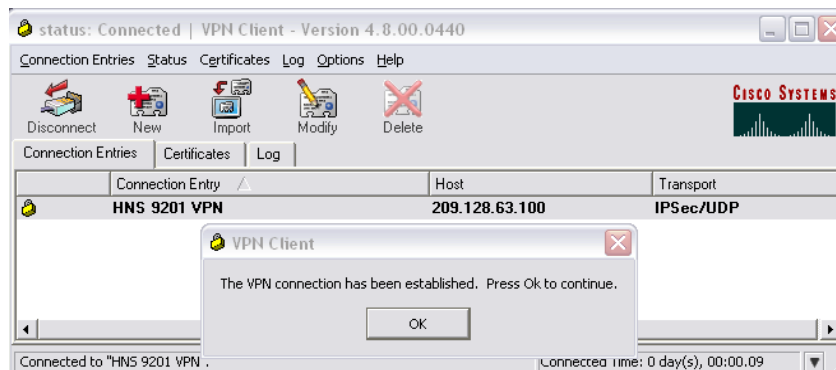 status: Connected | VPN Client - Version 4.8.00.0440
Connection Entries Status Certificates Log Options Help
Disconnect New Import Modify Delete
CISCO SYSTEMS
Connection Entries Certificates Log
Connection Entry Host Transport
HNS 9201 VPN 209.128.63.100 IPSec/UDP
VPN Client
The VPN connection has been established. Press Ok to continue.
OK
Connected to "HNS 9201 VPN". Connected Time: 0 day(s), 00:00.09